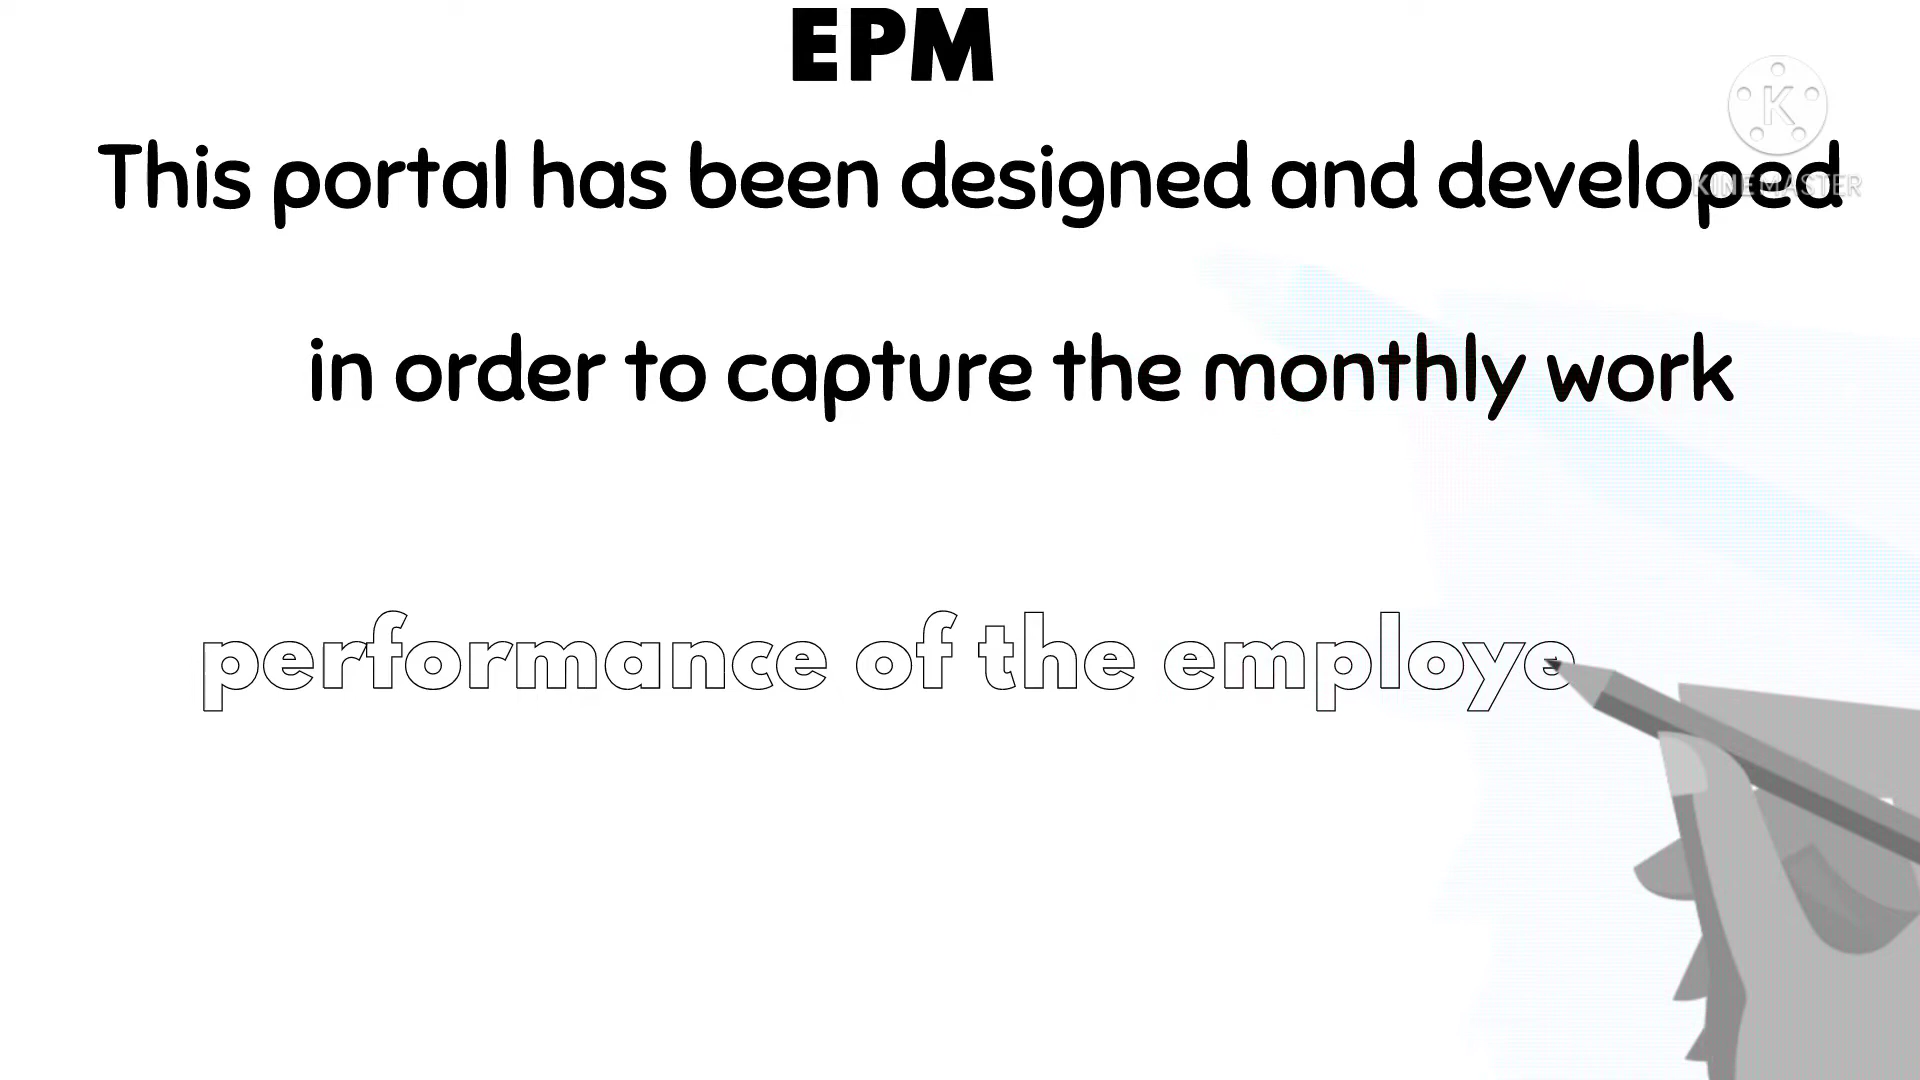 EPM
K
KINEMASTER
This portal has been designed and developed
in order to capture the monthly work
performance of the employe